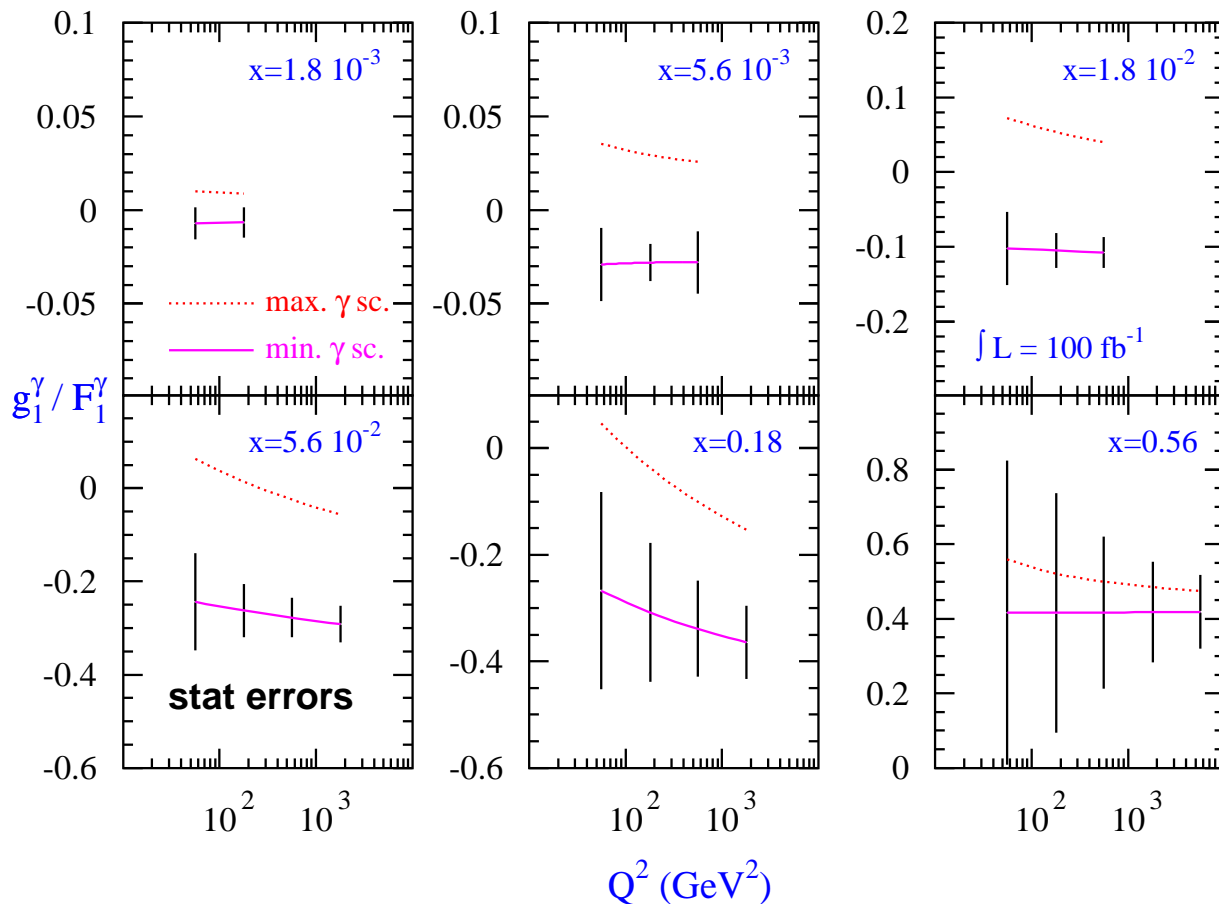 0.1
0.05
0
-0.05
x=1.8 10⁻³
max. γ sc.
min. γ sc.
0.1
0.05
0
-0.05
x=5.6 10⁻³
0.2
0.1
0
-0.1
-0.2
x=1.8 10⁻²
∫ L = 100 fb⁻¹
g₁^γ / F₁^γ
0
-0.2
-0.4
-0.6
x=5.6 10⁻²
stat errors
10² 10³
0
-0.2
-0.4
-0.6
x=0.18
10² 10³
0.8
0.6
0.4
0.2
0
x=0.56
10² 10³
Q² (GeV²)